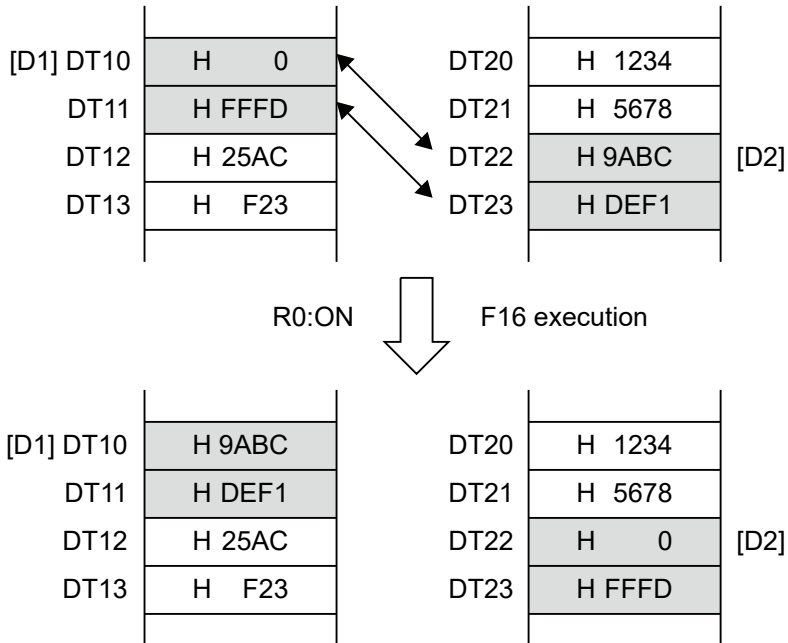 [D1] DT10 H 0 DT20 H 1234
DT11 H FFFD DT21 H 5678
DT12 H 25AC DT22 H 9ABC [D2]
DT13 H F23 DT23 H DEF1
R0:ON F16 execution
[D1] DT10 H 9ABC DT20 H 1234
DT11 H DEF1 DT21 H 5678
DT12 H 25AC DT22 H 0 [D2]
DT13 H F23 DT23 H FFFD